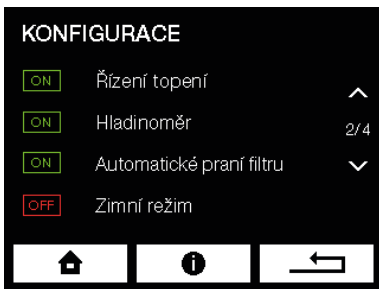 KONFIGURACE
ON Řízení topení
ON Hladinoměr
2/4
ON Automatické praní filtru
OFF Zimní režim